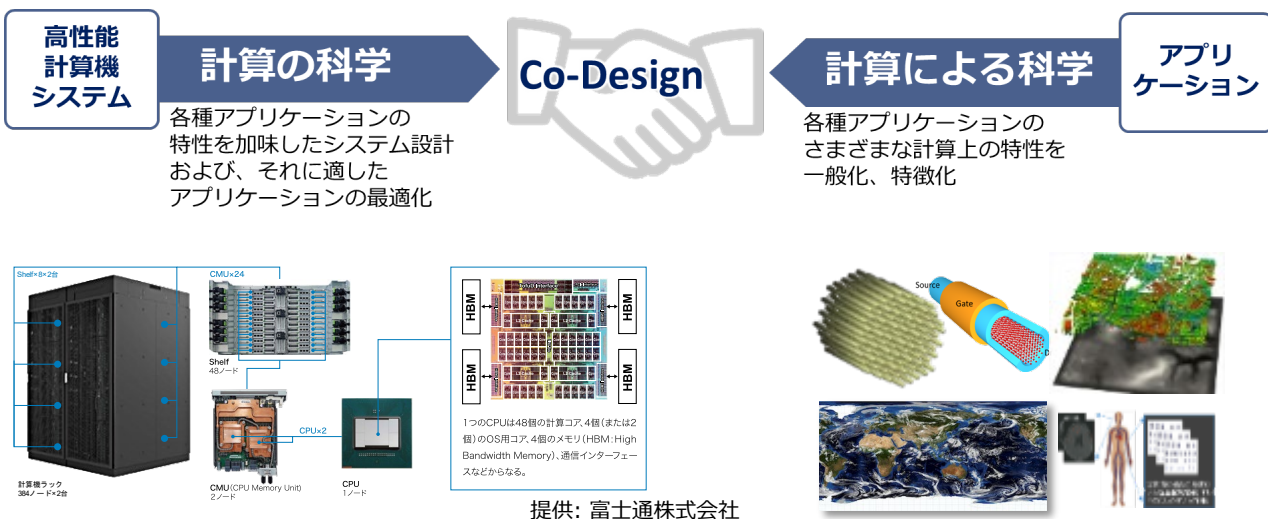 高性能
計算機
システム
計算の科学
Co-Design
計算による科学
アプリ
ケーション
各種アプリケーションの
特性を加味したシステム設計
および、それに適した
アプリケーションの最適化
各種アプリケーションの
さまざまな計算上の特性を
一般化、特徴化
Shelf×8×2台
CMU×24
Shelf
48ノード
CPU×2
計算機ラック
384ノード×2台
CMU(CPU Memory Unit)
2ノード
CPU
1ノード
HBM
HBM
HBM
HBM
TofuD Interface
L2 Cache
L2 Cache
L2 Cache
L2 Cache
1つのCPUは48個の計算コア、4個(または2
個)のOS用コア、4個のメモリ(HBM:High
Bandwidth Memory)、通信インターフェー
スなどからなる。
提供: 富士通株式会社
Source
Gate
D